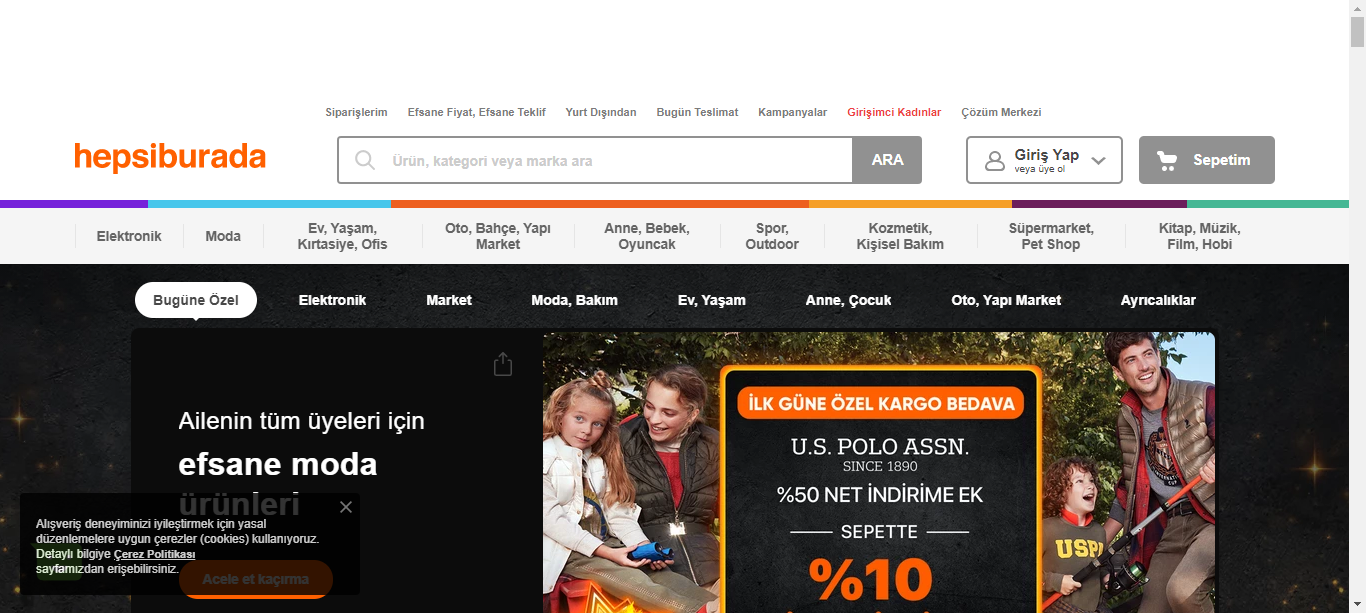 Siparişlerim Efsane Fiyat, Efsane Teklif Yurt Dışından Bugün Teslimat Kampanyalar Girişimci Kadınlar Çözüm Merkezi
hepsiburada
Ürün, kategori veya marka ara
ARA
Giriş Yap
veya üye ol
Sepetim
Elektronik
Moda
Ev, Yaşam,
Kırtasiye, Ofis
Oto, Bahçe, Yapı
Market
Anne, Bebek,
Oyuncak
Spor,
Outdoor
Kozmetik,
Kişisel Bakım
Süpermarket,
Pet Shop
Kitap, Müzik,
Film, Hobi
Bugüne Özel Elektronik Market Moda, Bakım Ev, Yaşam Anne, Çocuk Oto, Yapı Market Ayrıcalıklar
Ailenin tüm üyeleri için
efsane moda
ürünleri
Acele et kaçırma
Alışveriş deneyiminizi iyileştirmek için yasal
düzenlemelere uygun çerezler (cookies) kullanıyoruz.
Detaylı bilgiye Çerez Politikası
sayfamızdan erişebilirsiniz.
İLK GÜNE ÖZEL KARGO BEDAVA
U.S. POLO ASSN.
SINCE 1890
%50 NET İNDİRİME EK
SEPETTE
%10
USP